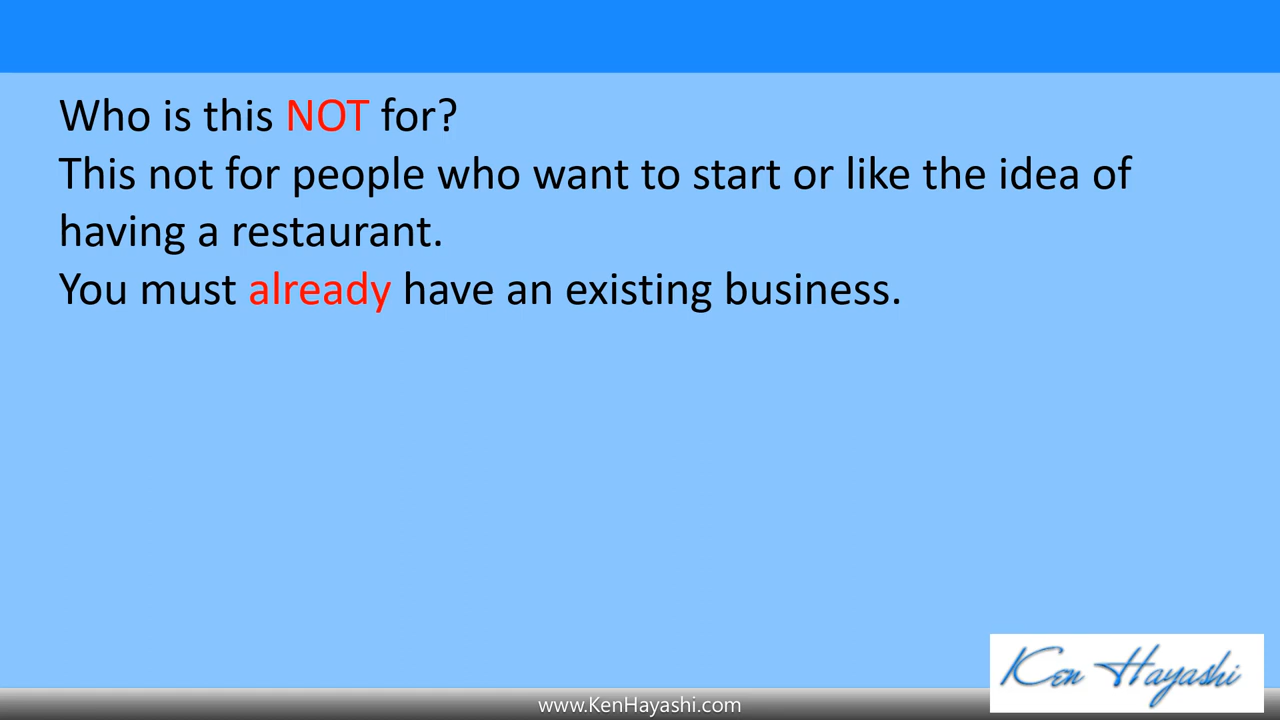 Who is this NOT for?
This not for people who want to start or like the idea of
having a restaurant.
You must already have an existing business.
Ken Hayashi
www.KenHayashi.com